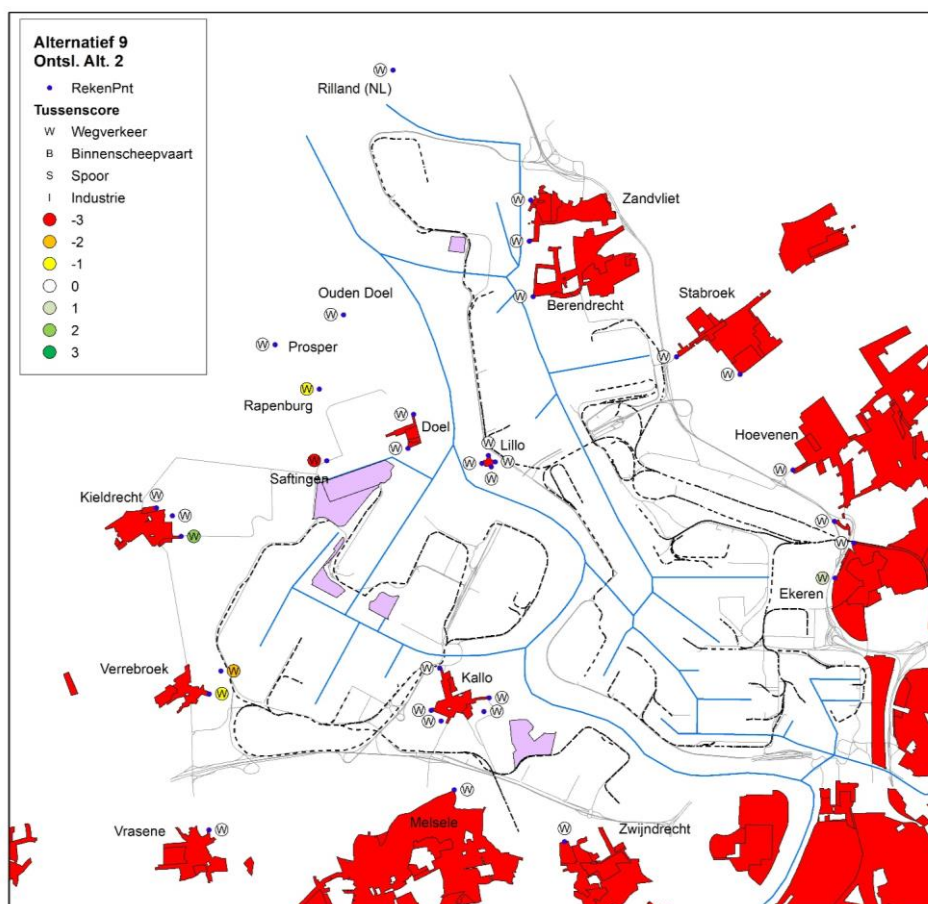 Alternatief 9
Ontsl. Alt. 2
RekenPnt
Tussenscore
W Wegverkeer
B Binnenscheepvaart
S Spoor
I Industrie
-3
-2
-1
0
1
2
3
W
Rilland (NL)
W
Zandvliet
W
W
Berendrecht
Stabroek
Ouden Doel
W
W
Prosper
W
W
W
Rapenburg
W
Doel
W
W
Lillo
W
W
W
Hoevenen
W
W
Saftingen
Kieldrecht
W
W
W
W
W
W
Ekeren
Verrebroek
W
W
W
Kallo
W
W
W
W
W
Melsele
Vrasene
W
W
Zwijndrecht